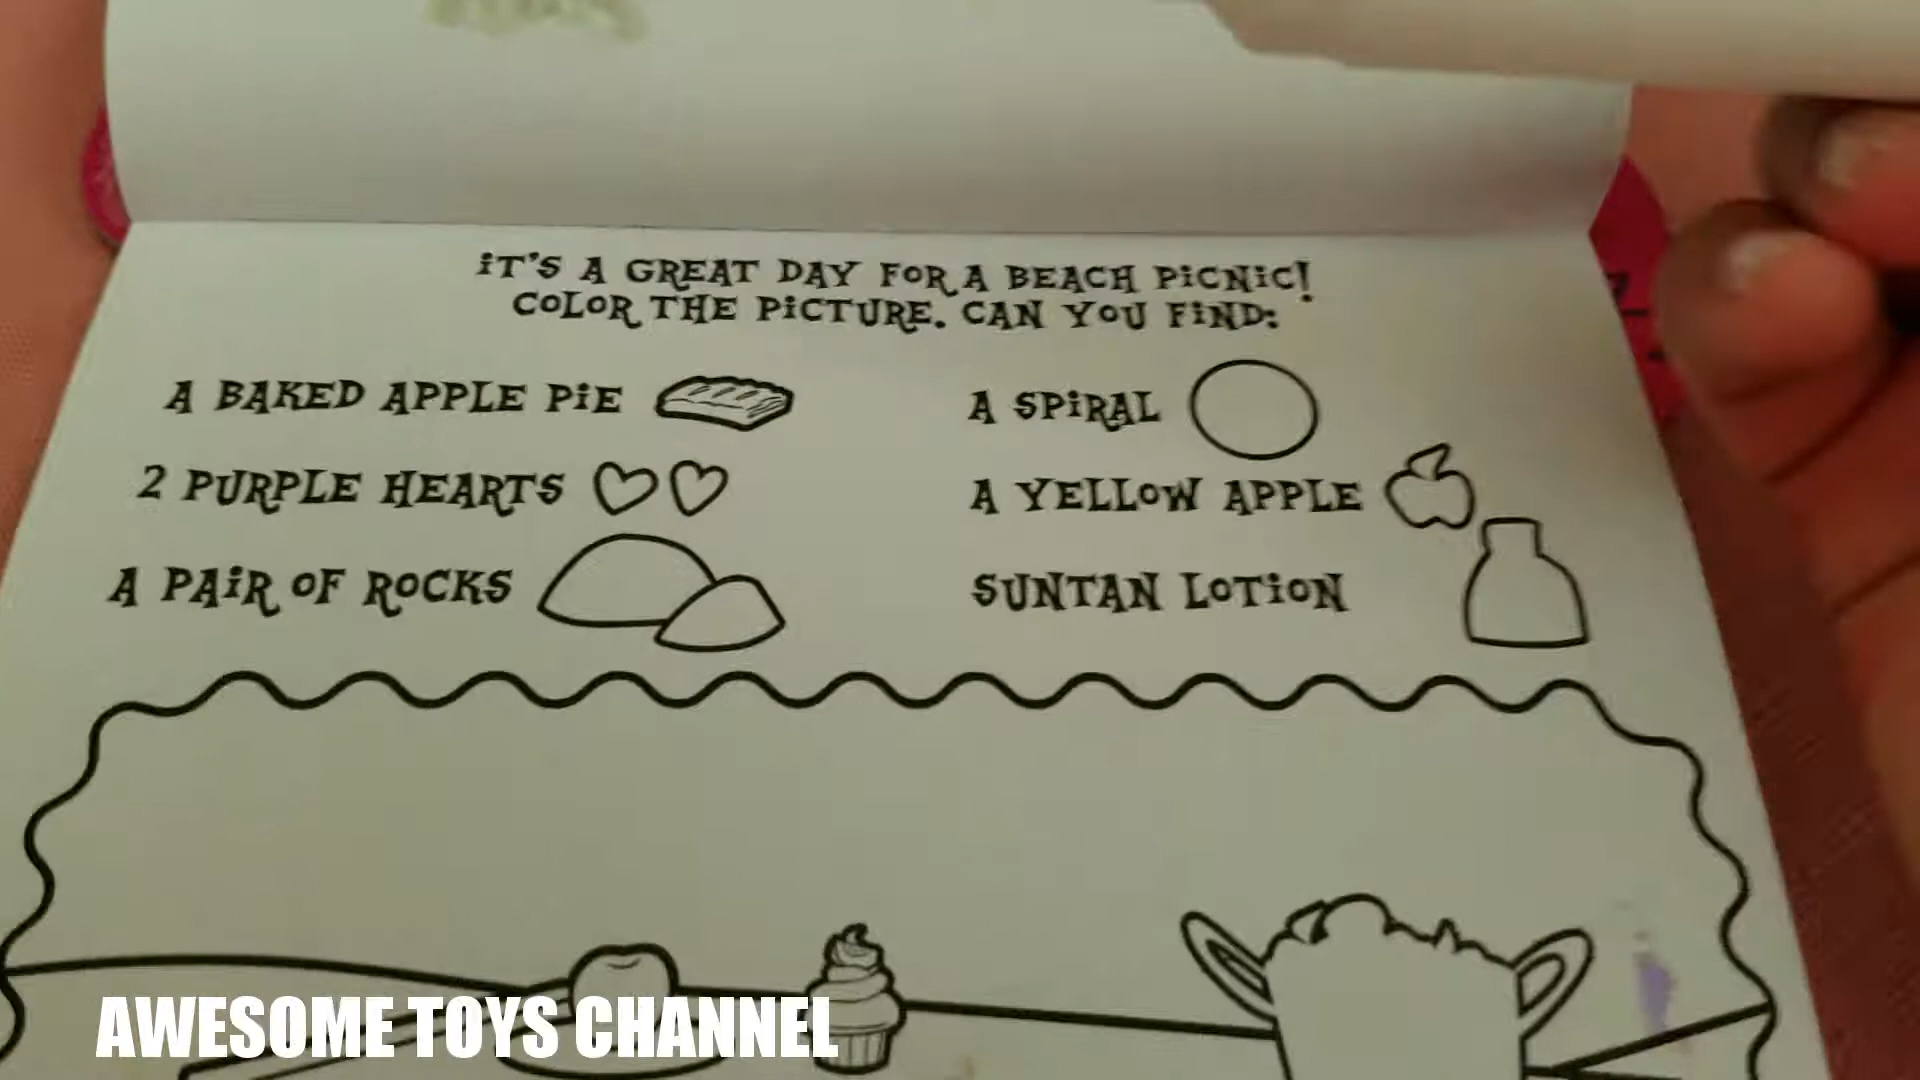 IT'S A GREAT DAY FOR A BEACH PICNIC!
COLOR THE PICTURE. CAN YOU FIND:
A BAKED APPLE PIE
2 PURPLE HEARTS
A PAIR OF ROCKS
A SPIRAL
A YELLOW APPLE
SUNTAN LOTION
AWESOME TOYS CHANNEL